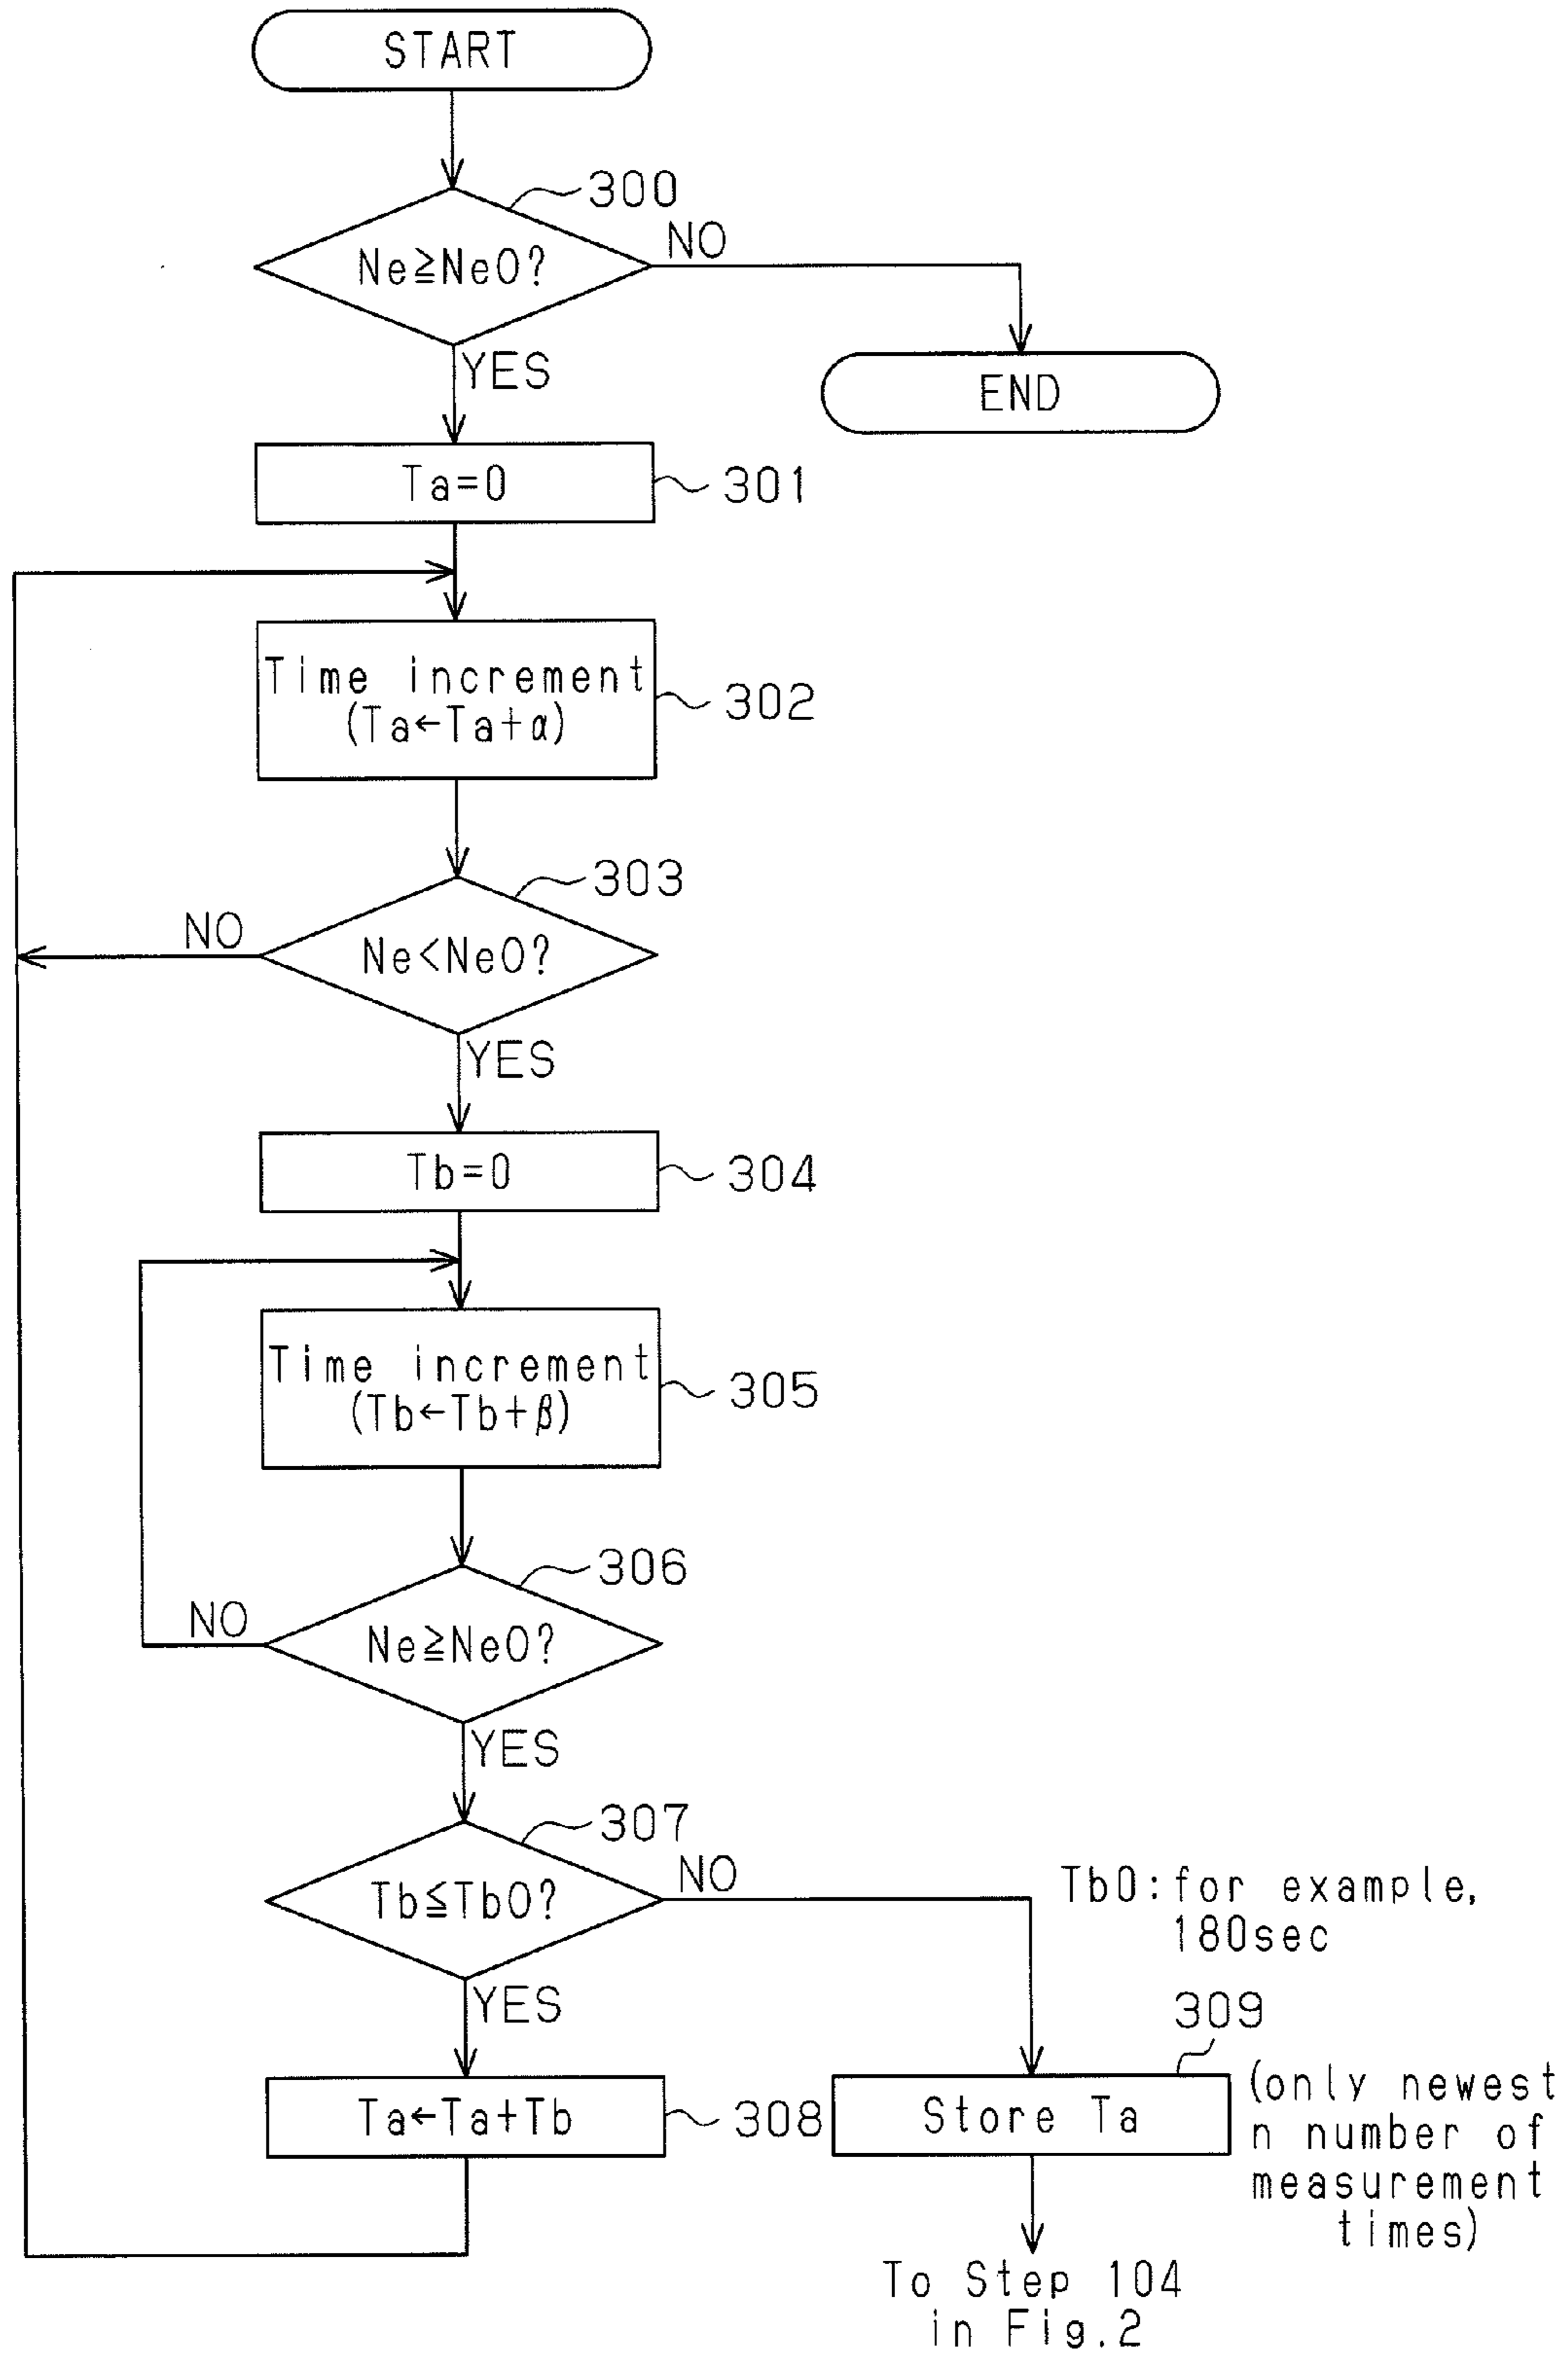 START
300
Ne≧Ne0?
NO
YES
END
Ta=0
301
Time increment
(Ta←Ta+α)
302
303
NO
Ne<Ne0?
YES
Tb=0
304
Time increment
(Tb←Tb+β)
305
306
NO
Ne≧Ne0?
YES
307
Tb≦Tb0?
NO
Tb0:for example,
180sec
YES
309
Ta←Ta+Tb
308
Store Ta
(only newest
n number of
measurement
times)
To Step 104
in Fig.2